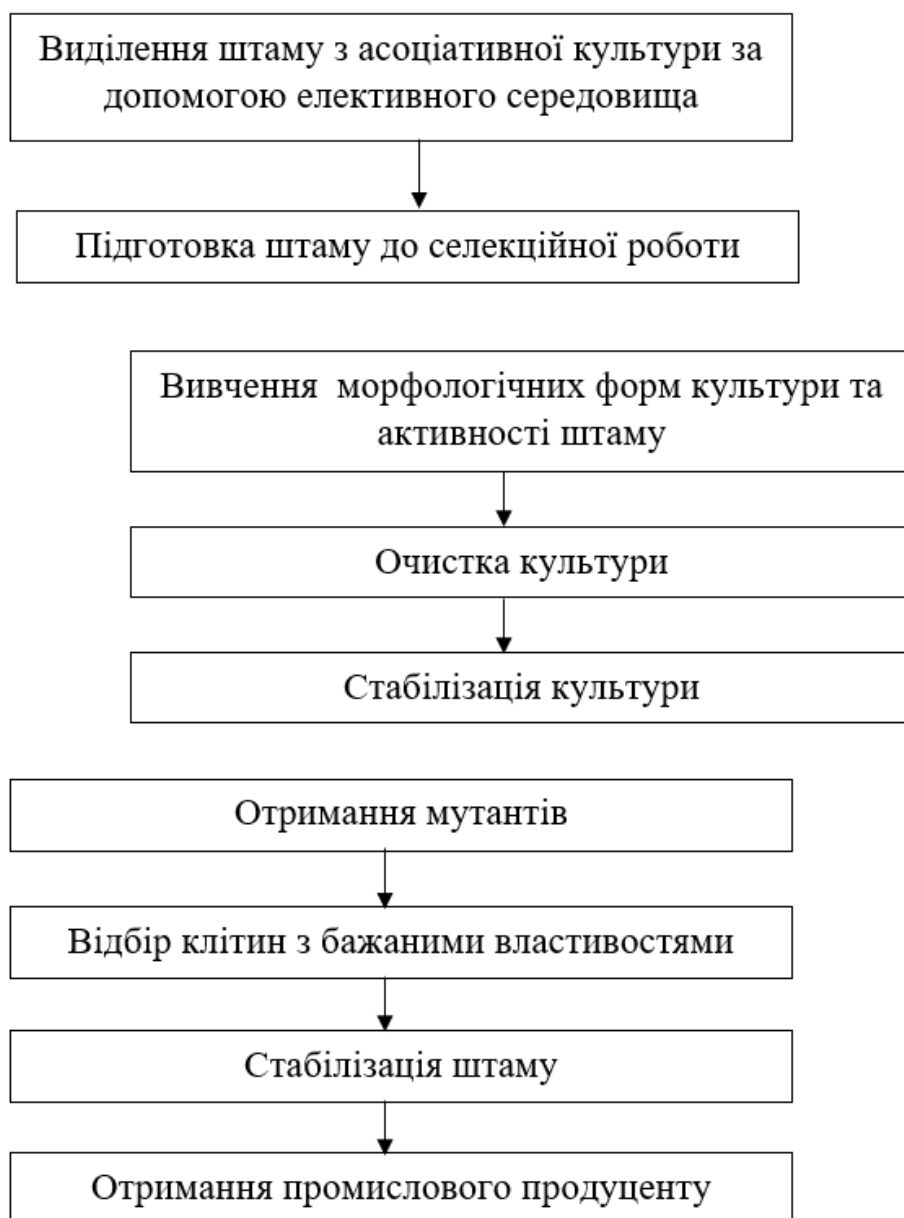 Виділення штаму з асоціативної культури за
допомогою елективного середовища
Підготовка штаму до селекційної роботи
Вивчення морфологічних форм культури та
активності штаму
Очистка культури
Стабілізація культури
Отримання мутантів
Відбір клітин з бажаними властивостями
Стабілізація штаму
Отримання промислового продуценту